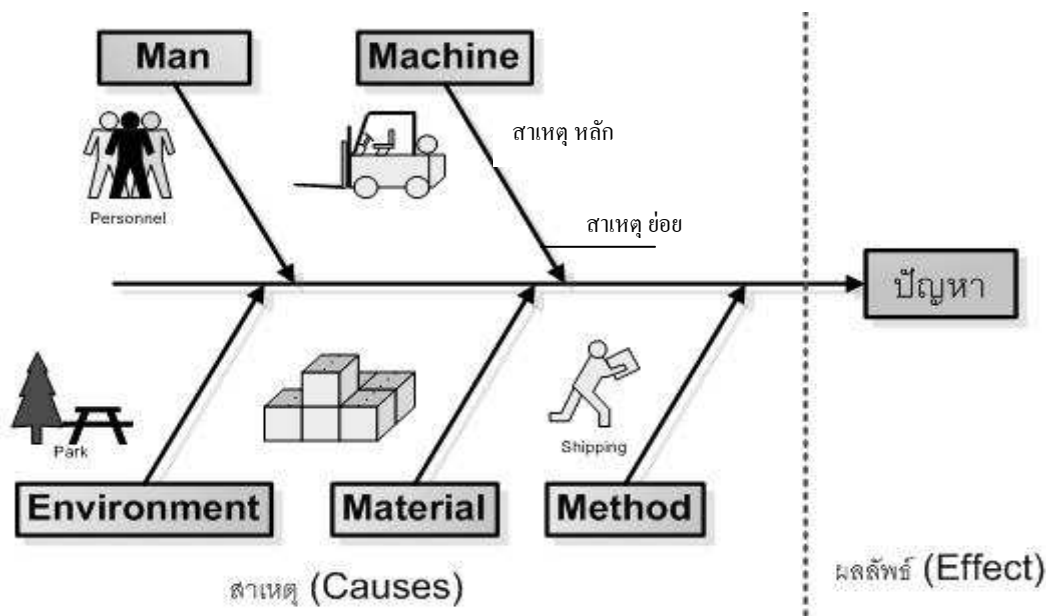 Man
Machine
สาเหตุ หลัก
Personnel
สาเหตุ ย่อย
ปัญหา
Park
Shipping
Environment
Material
Method
สาเหตุ (Causes)
ผลลัพธ์ (Effect)